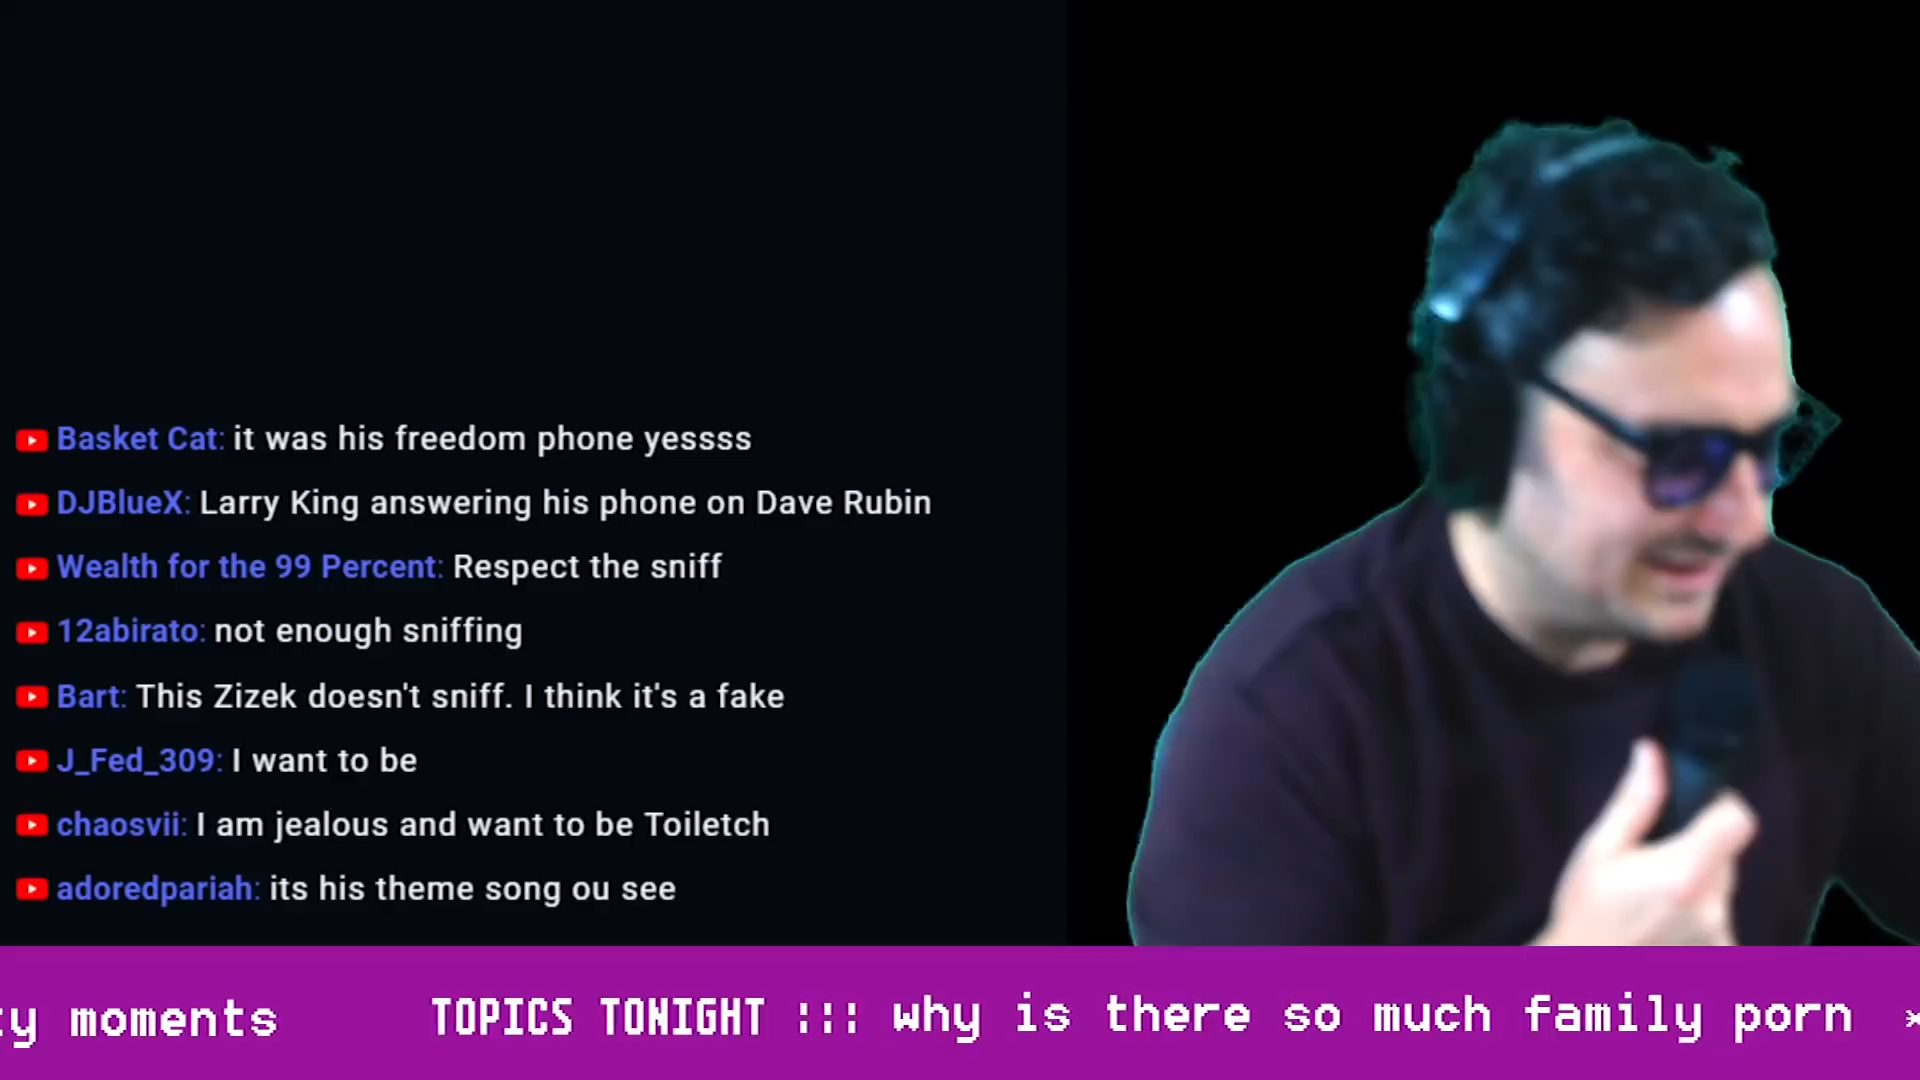 Basket Cat: it was his freedom phone yessss
DJBlueX: Larry King answering his phone on Dave Rubin
Wealth for the 99 Percent: Respect the sniff
12abirato: not enough sniffing
Bart: This Zizek doesn't sniff. I think it's a fake
J_Fed_309: I want to be
chaosvii: I am jealous and want to be Toiletch
adoredpariah: its his theme song ou see
moments TOPICS TONIGHT ::: why is there so much family porn